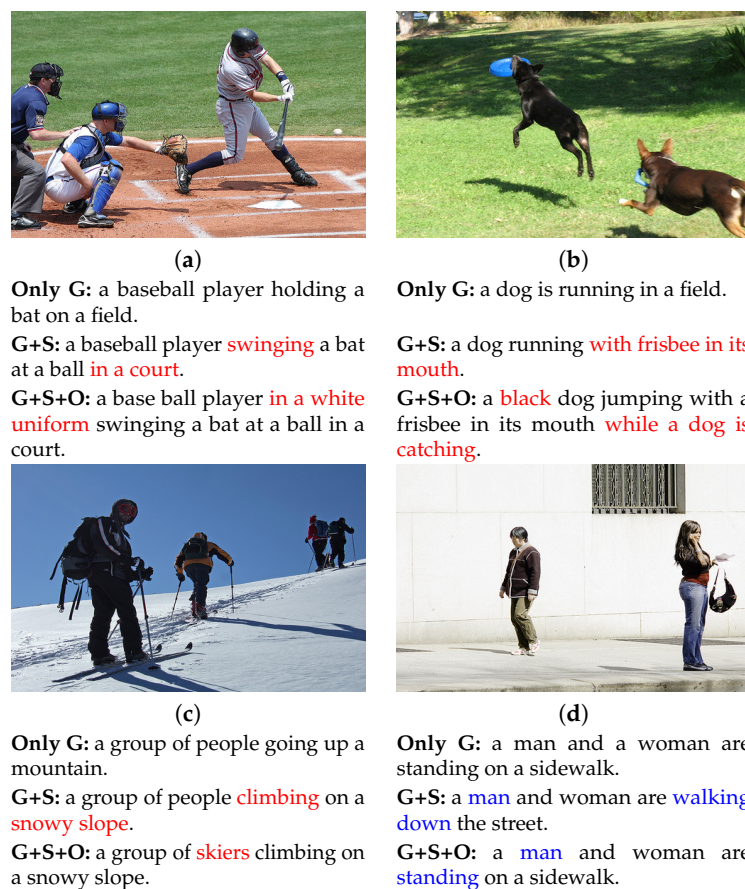 (a)
Only G: a baseball player holding a
bat on a field.
G+S: a baseball player swinging a bat
at a ball in a court.
G+S+O: a base ball player in a white
uniform swinging a bat at a ball in a
court.
(b)
Only G: a dog is running in a field.
G+S: a dog running with frisbee in its
mouth.
G+S+O: a black dog jumping with a
frisbee in its mouth while a dog is
catching.
(c)
Only G: a group of people going up a
mountain.
G+S: a group of people climbing on a
snowy slope.
G+S+O: a group of skiers climbing on
a snowy slope.
(d)
Only G: a man and a woman are
standing on a sidewalk.
G+S: a man and woman are walking
down the street.
G+S+O: a man and woman are
standing on a sidewalk.